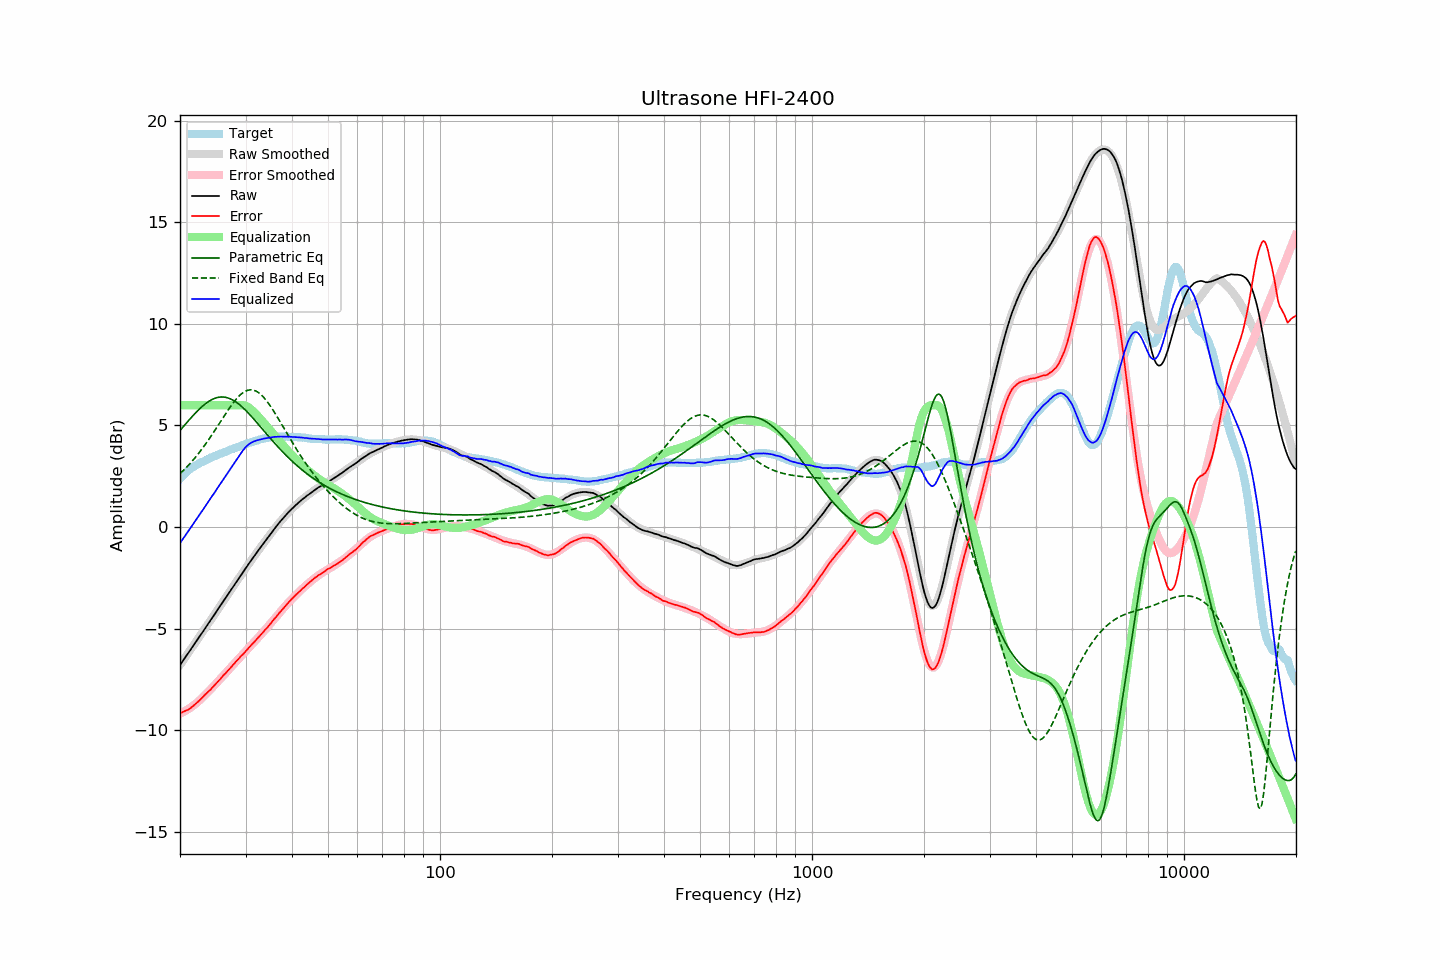 Ultrasone HFI-2400
Amplitude (dBr)
20
15
10
5
0
−5
−10
−15
Target
Raw Smoothed
Error Smoothed
Raw
Error
Equalization
Parametric Eq
Fixed Band Eq
Equalized
100
1000
10000
Frequency (Hz)